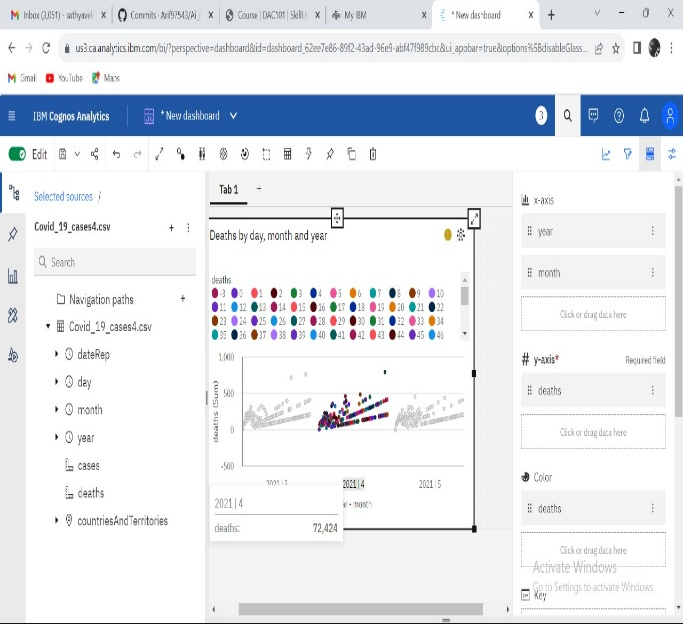 Inbox (3,051) - sathyavel
Commits · Arif97543/Ai_
Course | DAC101 | SkillU
My IBM
* New dashboard
us3.ca.analytics.ibm.com/bi/?perspective=dashboard&id=dashboard_62ee7e86-89f2-43ad-96e9-abf47f989cbc&ui_appbar=true&options%5BdisableGlass...
Gmail
YouTube
Maps
IBM Cognos Analytics
* New dashboard
3
Edit
Selected sources /
Covid_19_cases4.csv
Search
Navigation paths
Covid_19_cases4.csv
dateRep
day
month
year
cases
deaths
countriesAndTerritories
Tab 1
Deaths by day, month and year
deaths
-3 0 1 2 3 4 5 6 7 8 9 10
11 12 13 14 15 16 17 18 19 20 21 22
23 24 25 26 27 28 29 30 31 32 33 34
35 36 37 38 39 40 41 42 43 44 45 46
1,000
500
0
-500
deaths (Sum)
2021 | 4
2021 | 5
month
2021 | 4
deaths: 72,424
x-axis
year
month
Click or drag data here
y-axis*
Required field
deaths
Click or drag data here
Color
deaths
Click or drag data here
Key
Activate Windows
Go to Settings to activate Windows.